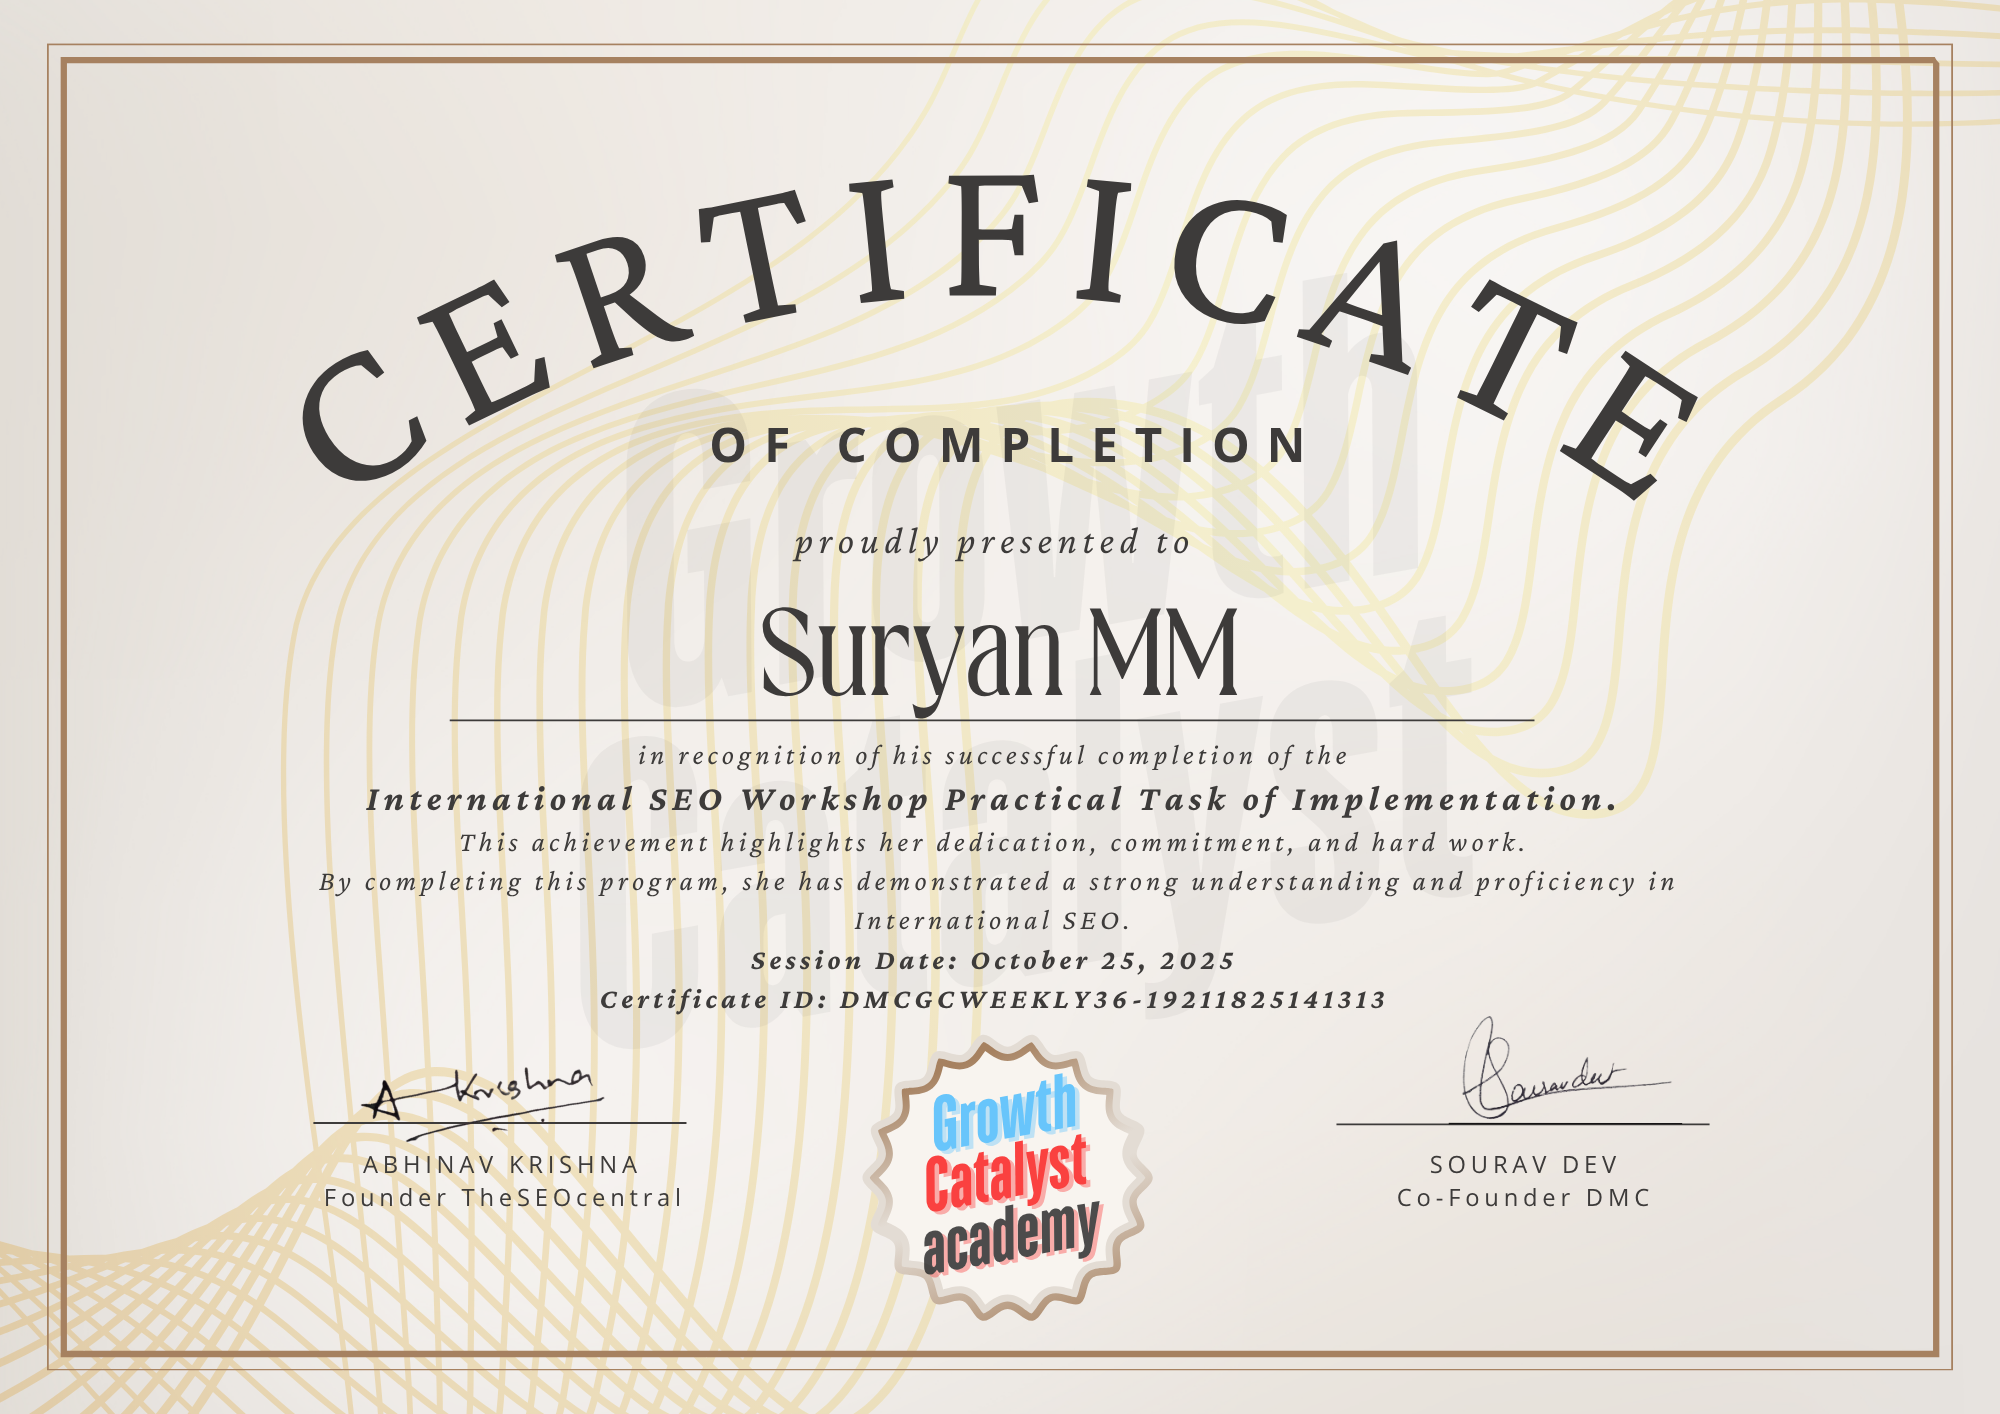 CERTIFICATE
OF COMPLETION
proudly presented to
Suryan MM
in recognition of his successful completion of the
International SEO Workshop Practical Task of Implementation.
This achievement highlights her dedication, commitment, and hard work.
By completing this program, she has demonstrated a strong understanding and proficiency in
International SEO.
Session Date: October 25, 2025
Certificate ID: DMCGCWEEKLY36-19211825141313
Growth
Catalyst
A Krishna
ABHINAV KRISHNA
Founder TheSEOcentral
Growth
Catalyst
academy
Souravdev
SOURAV DEV
Co-Founder DMC